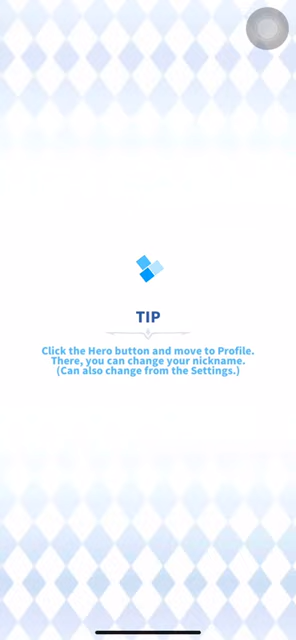 TIP
Click the Hero button and move to Profile.
There, you can change your nickname.
(Can also change from the Settings.)